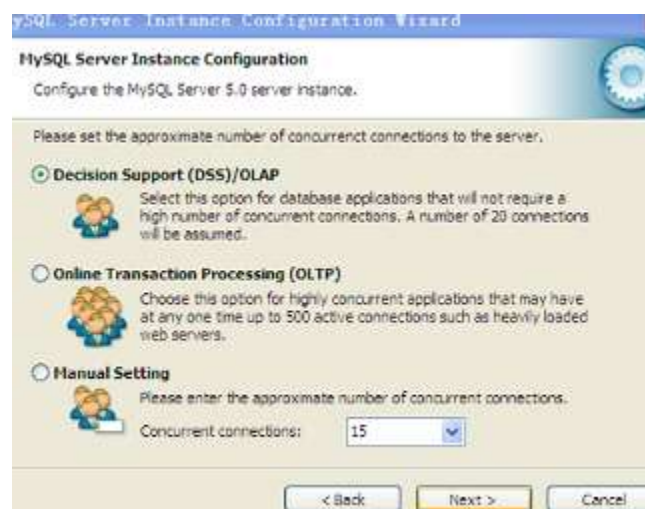 ySQL Server Instance Configuration Wizard
MySQL Server Instance Configuration
Configure the MySQL Server 5.0 server instance.
Please set the approximate number of concurrenct connections to the server.
Decision Support (DSS)/OLAP
Select this option for database applications that will not require a
high number of concurrent connections. A number of 20 connections
will be assumed.
Online Transaction Processing (OLTP)
Choose this option for highly concurrent applications that may have
at any one time up to 500 active connections such as heavily loaded
web servers.
Manual Setting
Please enter the approximate number of concurrent connections.
Concurrent connections: 15
< Back Next > Cancel